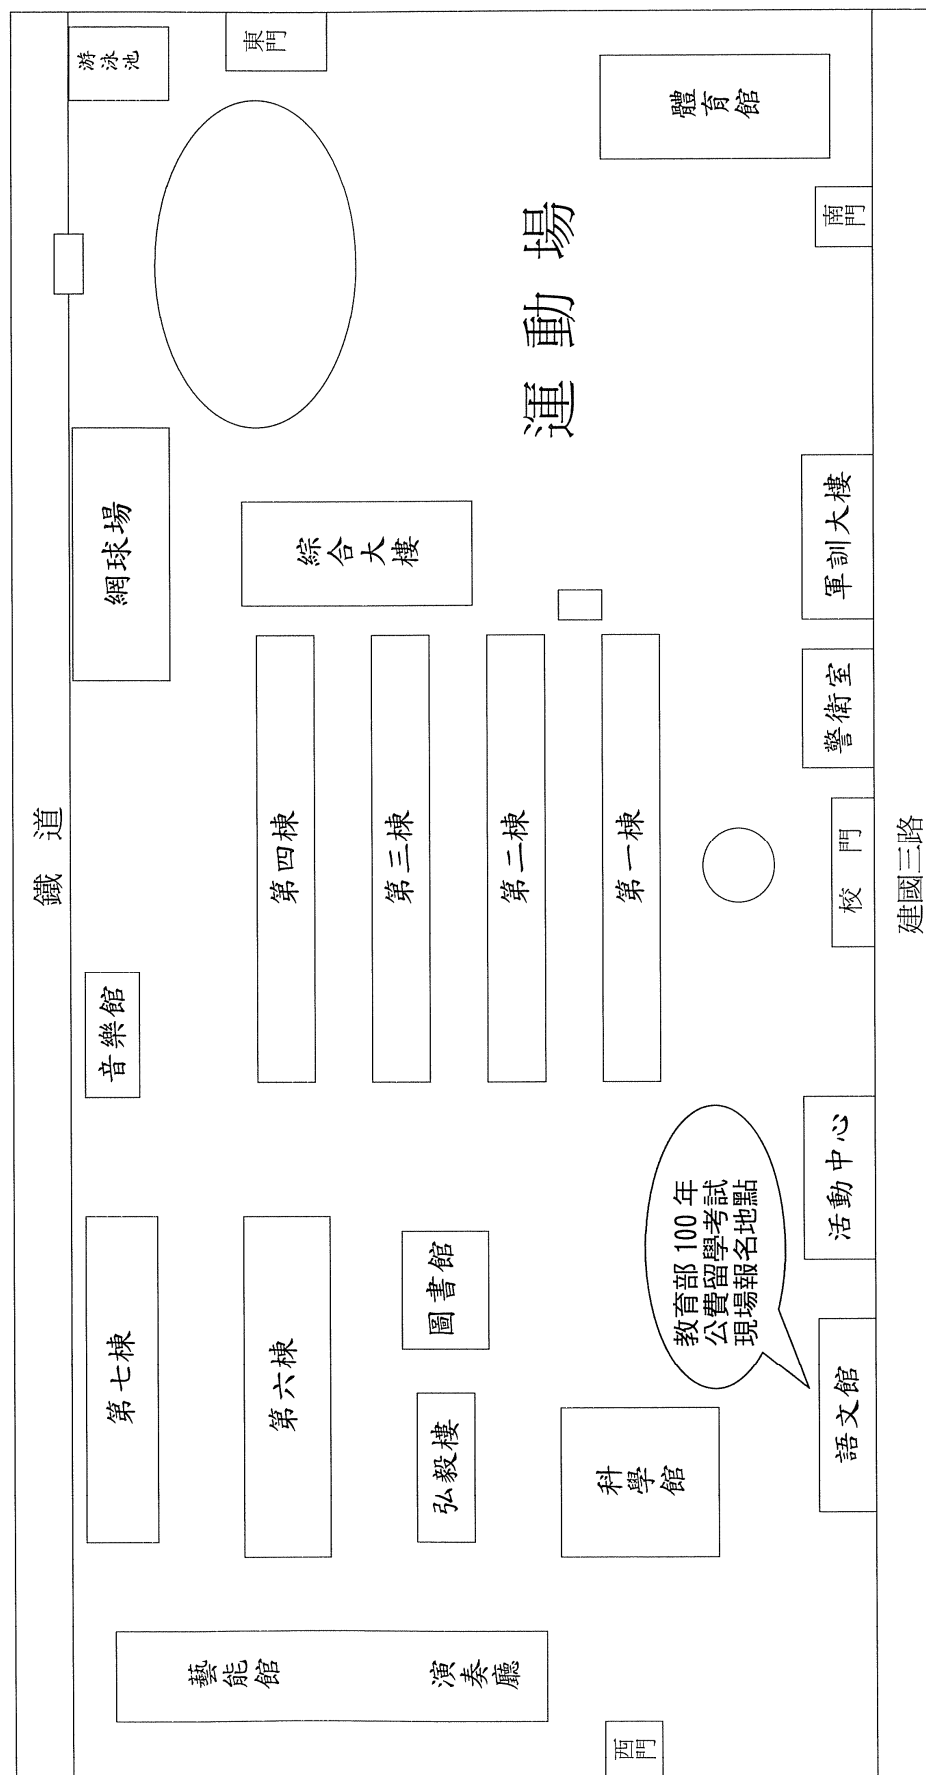 鐵道
游泳池
東門
網球場
音樂館
第七棟
綜合大樓
第四棟
第三棟
第二棟
第一棟
第六棟
圖書館
弘毅樓
科學館
藝能館
演奏廳
西門
運動場
體育館
南門
教育部100年
公費留學考試
現場報名地點
語文館
活動中心
校門
警衛室
軍訓大樓
建國三路